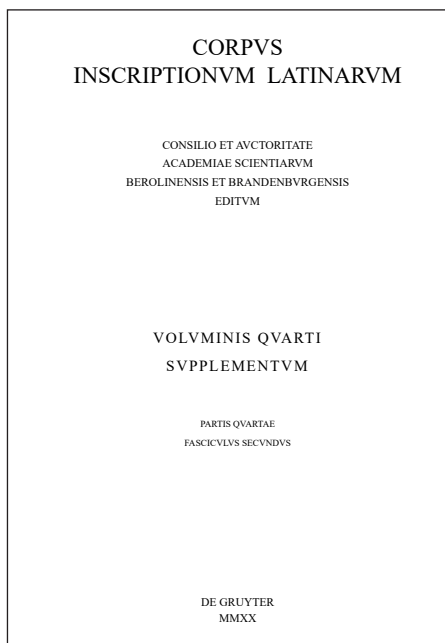 CORPVS
INSCRIPTIONVM LATINARVM
CONSILIO ET AVCTORITATE
ACADEMIAE SCIENTIARVM
BEROLINENSIS ET BRANDENBVRGENSIS
EDITVM
VOLVMINIS QVARTI
SVPPLEMENTVM
PARTIS QVARTAE
FASCICVLVS SECVNDVS
DE GRUYTER
MMXX